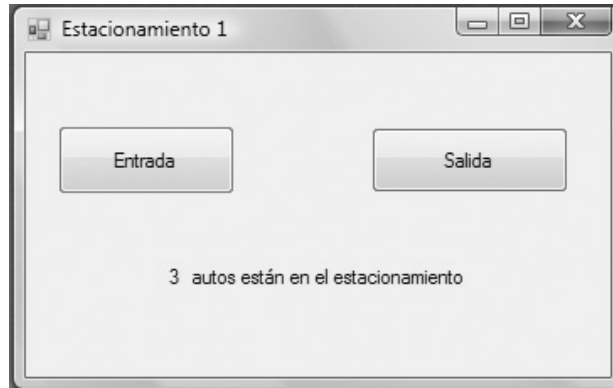 Estacionamiento 1
Entrada
Salida
3 autos están en el estacionamiento